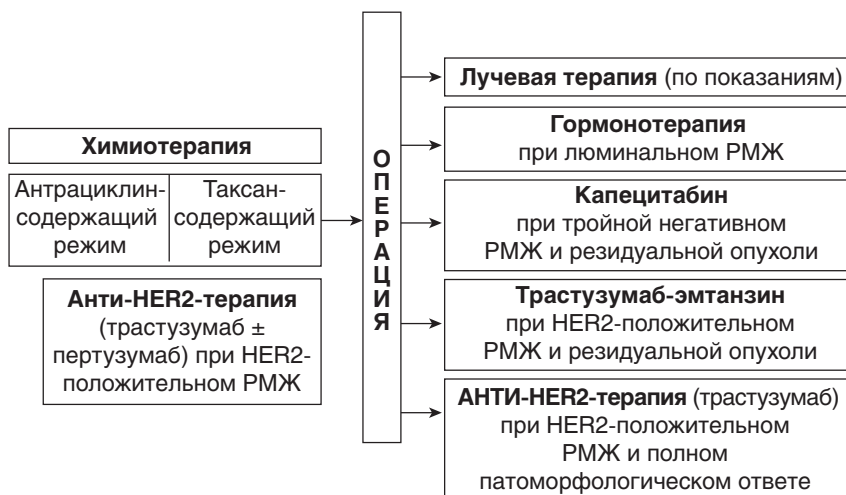 Химиотерапия
Антрациклин-
содержащий
режим
Таксан-
содержащий
режим
Анти-HER2-терапия
(трастузумаб ±
пертузумаб) при HER2-
положительном РМЖ
ОПЕРАЦИЯ
Лучевая терапия (по показаниям)
Гормонотерапия
при люминальном РМЖ
Капецитабин
при тройном негативном
РМЖ и резидуальной опухоли
Трастузумаб-эмтанзин
при HER2-положительном
РМЖ и резидуальной опухоли
АНТИ-HER2-терапия (трастузумаб)
при HER2-положительном
РМЖ и полном
патоморфологическом ответе